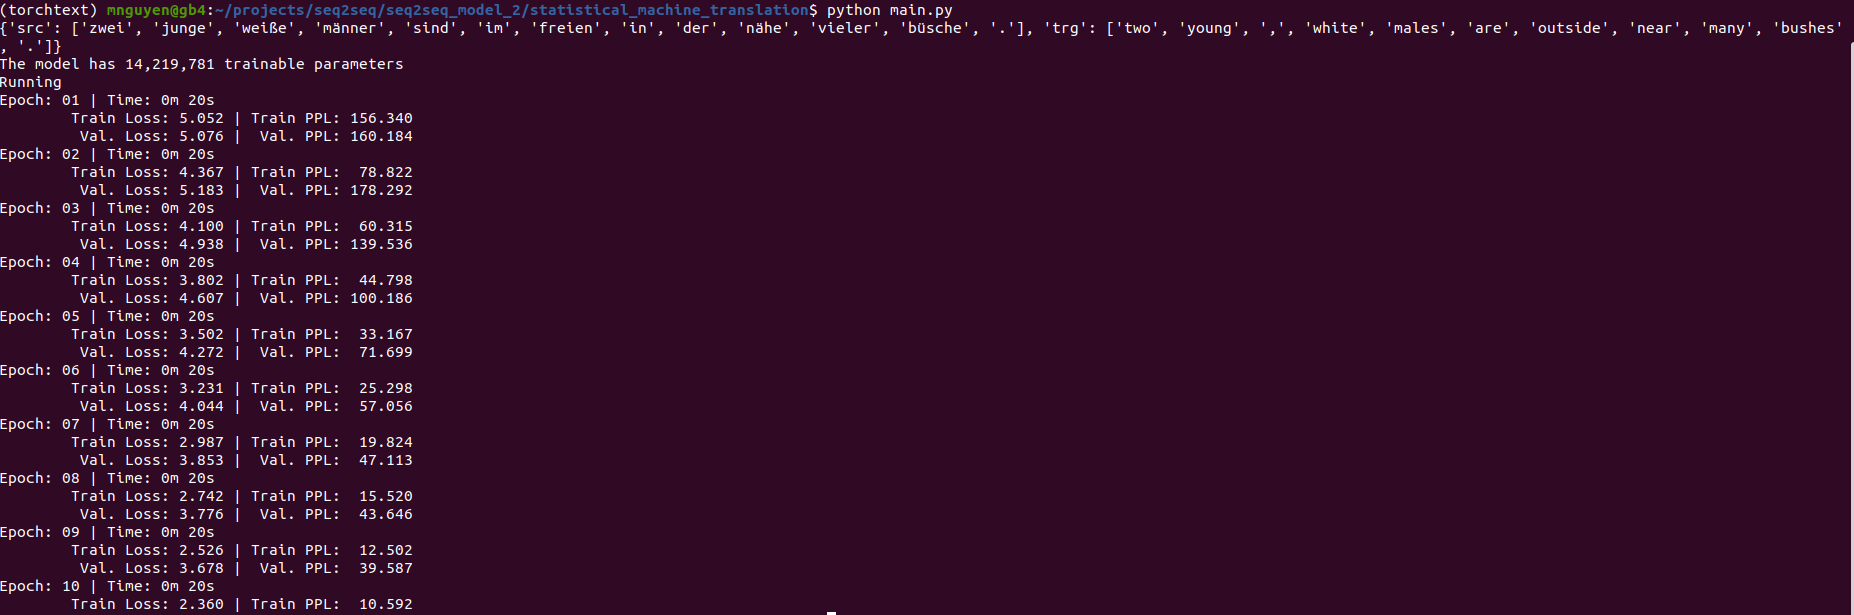 (torchtext) mnguyen@gb4:~/projects/seq2seq/seq2seq_model_2/statistical_machine_translation$ python main.py
{'src': ['zwei', 'junge', 'weiße', 'männer', 'sind', 'im', 'freien', 'in', 'der', 'nähe', 'vieler', 'büsche', '.'], 'trg': ['two', 'young', ',', 'white', 'males', 'are', 'outside', 'near', 'many', 'bushes'
, '.']}
The model has 14,219,781 trainable parameters
Running
Epoch: 01 | Time: 0m 20s
        Train Loss: 5.052 | Train PPL: 156.340
         Val. Loss: 5.076 |  Val. PPL: 160.184
Epoch: 02 | Time: 0m 20s
        Train Loss: 4.367 | Train PPL:  78.822
         Val. Loss: 5.183 |  Val. PPL: 178.292
Epoch: 03 | Time: 0m 20s
        Train Loss: 4.100 | Train PPL:  60.315
         Val. Loss: 4.938 |  Val. PPL: 139.536
Epoch: 04 | Time: 0m 20s
        Train Loss: 3.802 | Train PPL:  44.798
         Val. Loss: 4.607 |  Val. PPL: 100.186
Epoch: 05 | Time: 0m 20s
        Train Loss: 3.502 | Train PPL:  33.167
         Val. Loss: 4.272 |  Val. PPL:  71.699
Epoch: 06 | Time: 0m 20s
        Train Loss: 3.231 | Train PPL:  25.298
         Val. Loss: 4.044 |  Val. PPL:  57.056
Epoch: 07 | Time: 0m 20s
        Train Loss: 2.987 | Train PPL:  19.824
         Val. Loss: 3.853 |  Val. PPL:  47.113
Epoch: 08 | Time: 0m 20s
        Train Loss: 2.742 | Train PPL:  15.520
         Val. Loss: 3.776 |  Val. PPL:  43.646
Epoch: 09 | Time: 0m 20s
        Train Loss: 2.526 | Train PPL:  12.502
         Val. Loss: 3.678 |  Val. PPL:  39.587
Epoch: 10 | Time: 0m 20s
        Train Loss: 2.360 | Train PPL:  10.592